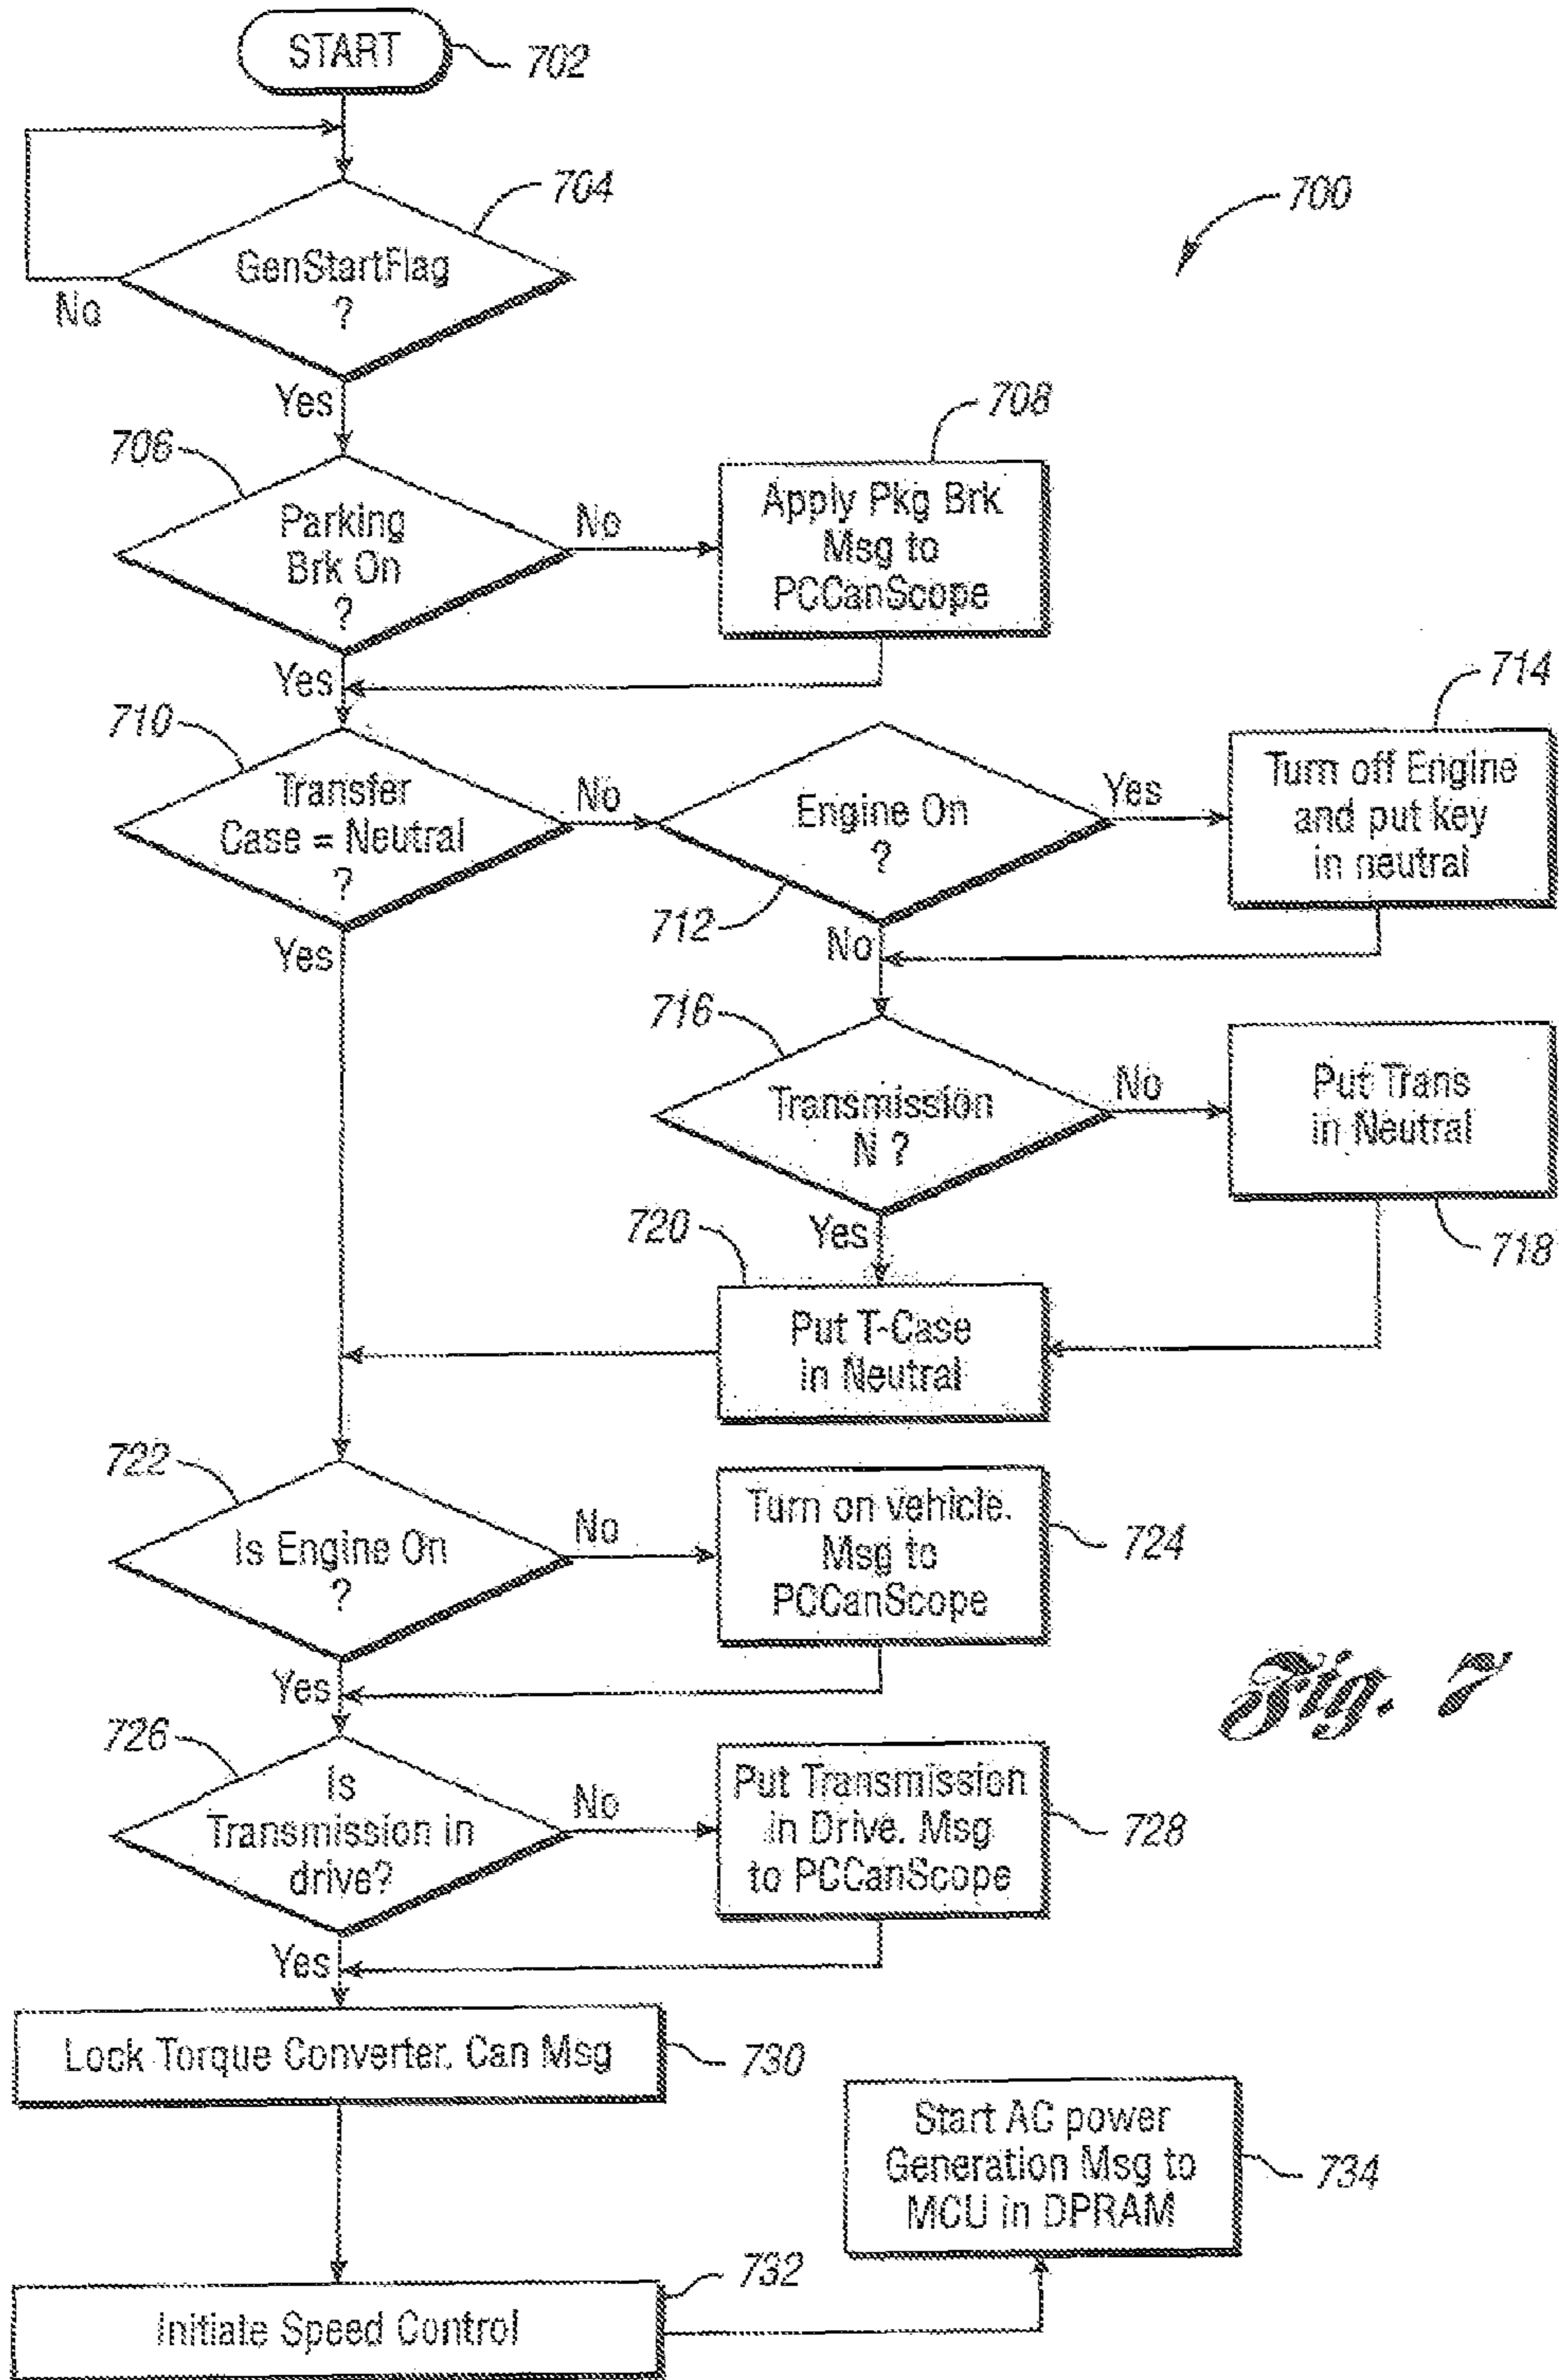 START
702
704
700
GenStartFlag
?
No
Yes
706
Parking
Brk On
?
No
708
Apply Pkg Brk
Msg to
PCCanScope
Yes
710
Transfer
Case = Neutral
?
No
Engine On
?
712
Yes
714
Turn off Engine
and put key
in neutral
No
Yes
716
Transmission
N ?
No
Put Trans
in Neutral
718
Yes
720
Put T-Case
in Neutral
722
Is Engine On
?
No
Turn on vehicle.
Msg to
PCCanScope
724
Yes
726
Is
Transmission in
drive?
No
Put Transmission
in Drive. Msg
to PCCanScope
728
Fig. 7
Yes
Lock Torque Converter. Can Msg
730
Start AC power
Generation Msg to
MCU in DPRAM
734
732
Initiate Speed Control